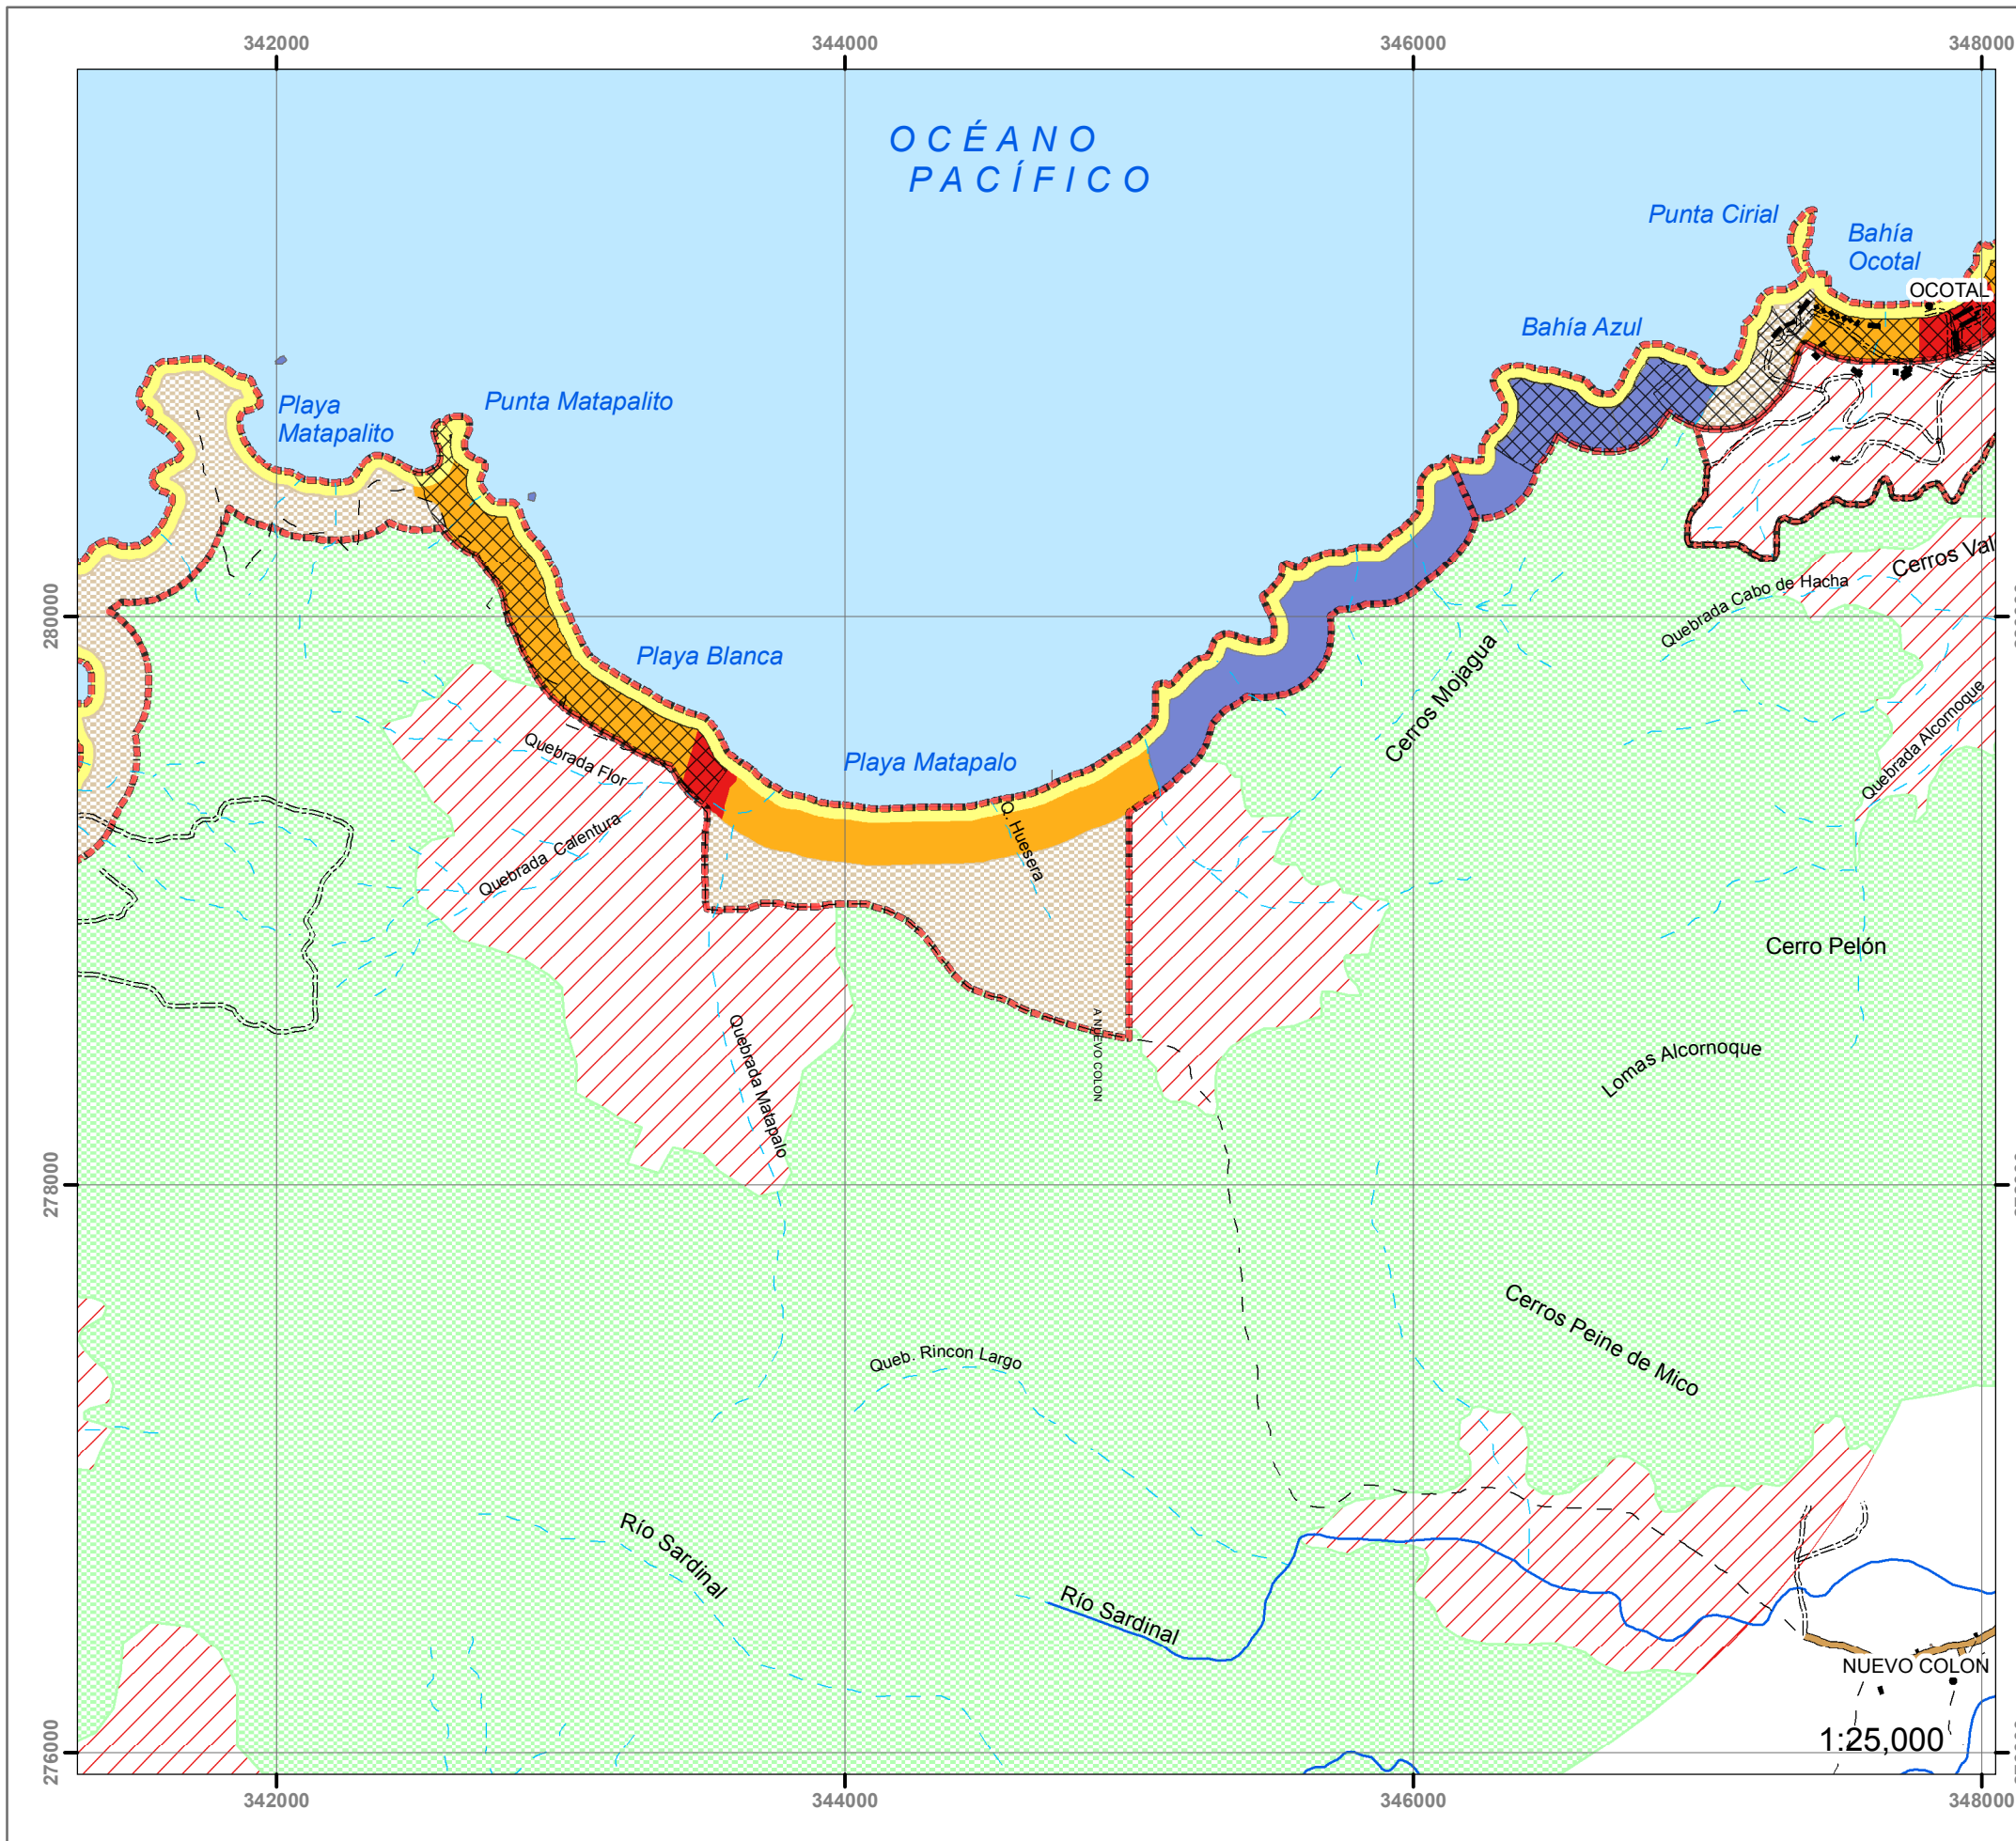 342000
344000
346000
348000
OCÉANO
PACÍFICO
Punta Cirial
Bahía
Ocotal
OCOTAL
Bahía Azul
Playa
Matapalito
Punta Matapalito
280000
Cerros Val
Quebrada Cabo de Hacha
Playa Blanca
Cerros Mojagua
Quebrada Alcornoque
Quebrada Flor
Playa Matapalo
Q. Huesera
Quebrada Calentura
Cerro Pelón
A NUEVO COLON
Quebrada Matapalo
Lomas Alcornoque
278000
Cerros Peine de Mico
Queb. Rincon Largo
Río Sardinal
Río Sardinal
NUEVO COLON
1:25,000
276000
342000
344000
346000
348000